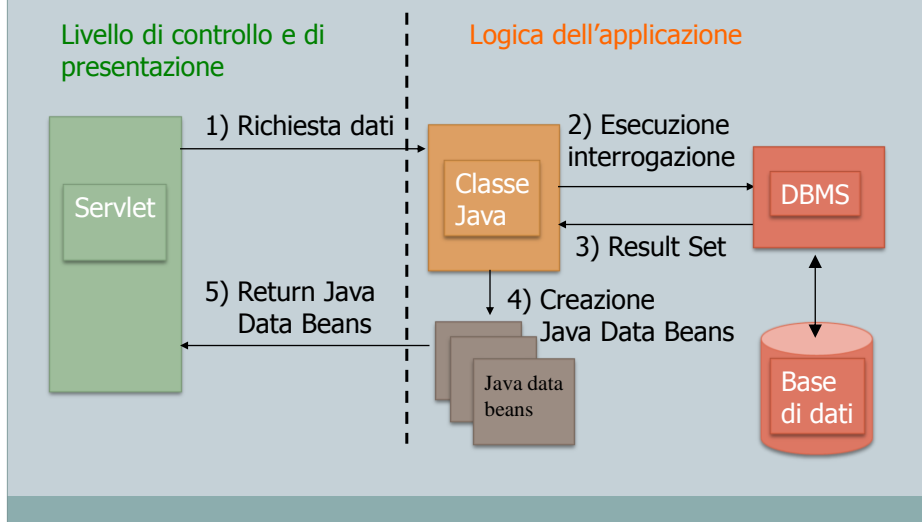 Livello di controllo e di
presentazione
Logica dell'applicazione
1) Richiesta dati
2) Esecuzione
interrogazione
Servlet
Classe
Java
DBMS
3) Result Set
5) Return Java
Data Beans
4) Creazione
Java Data Beans
Java data
beans
Base
di dati